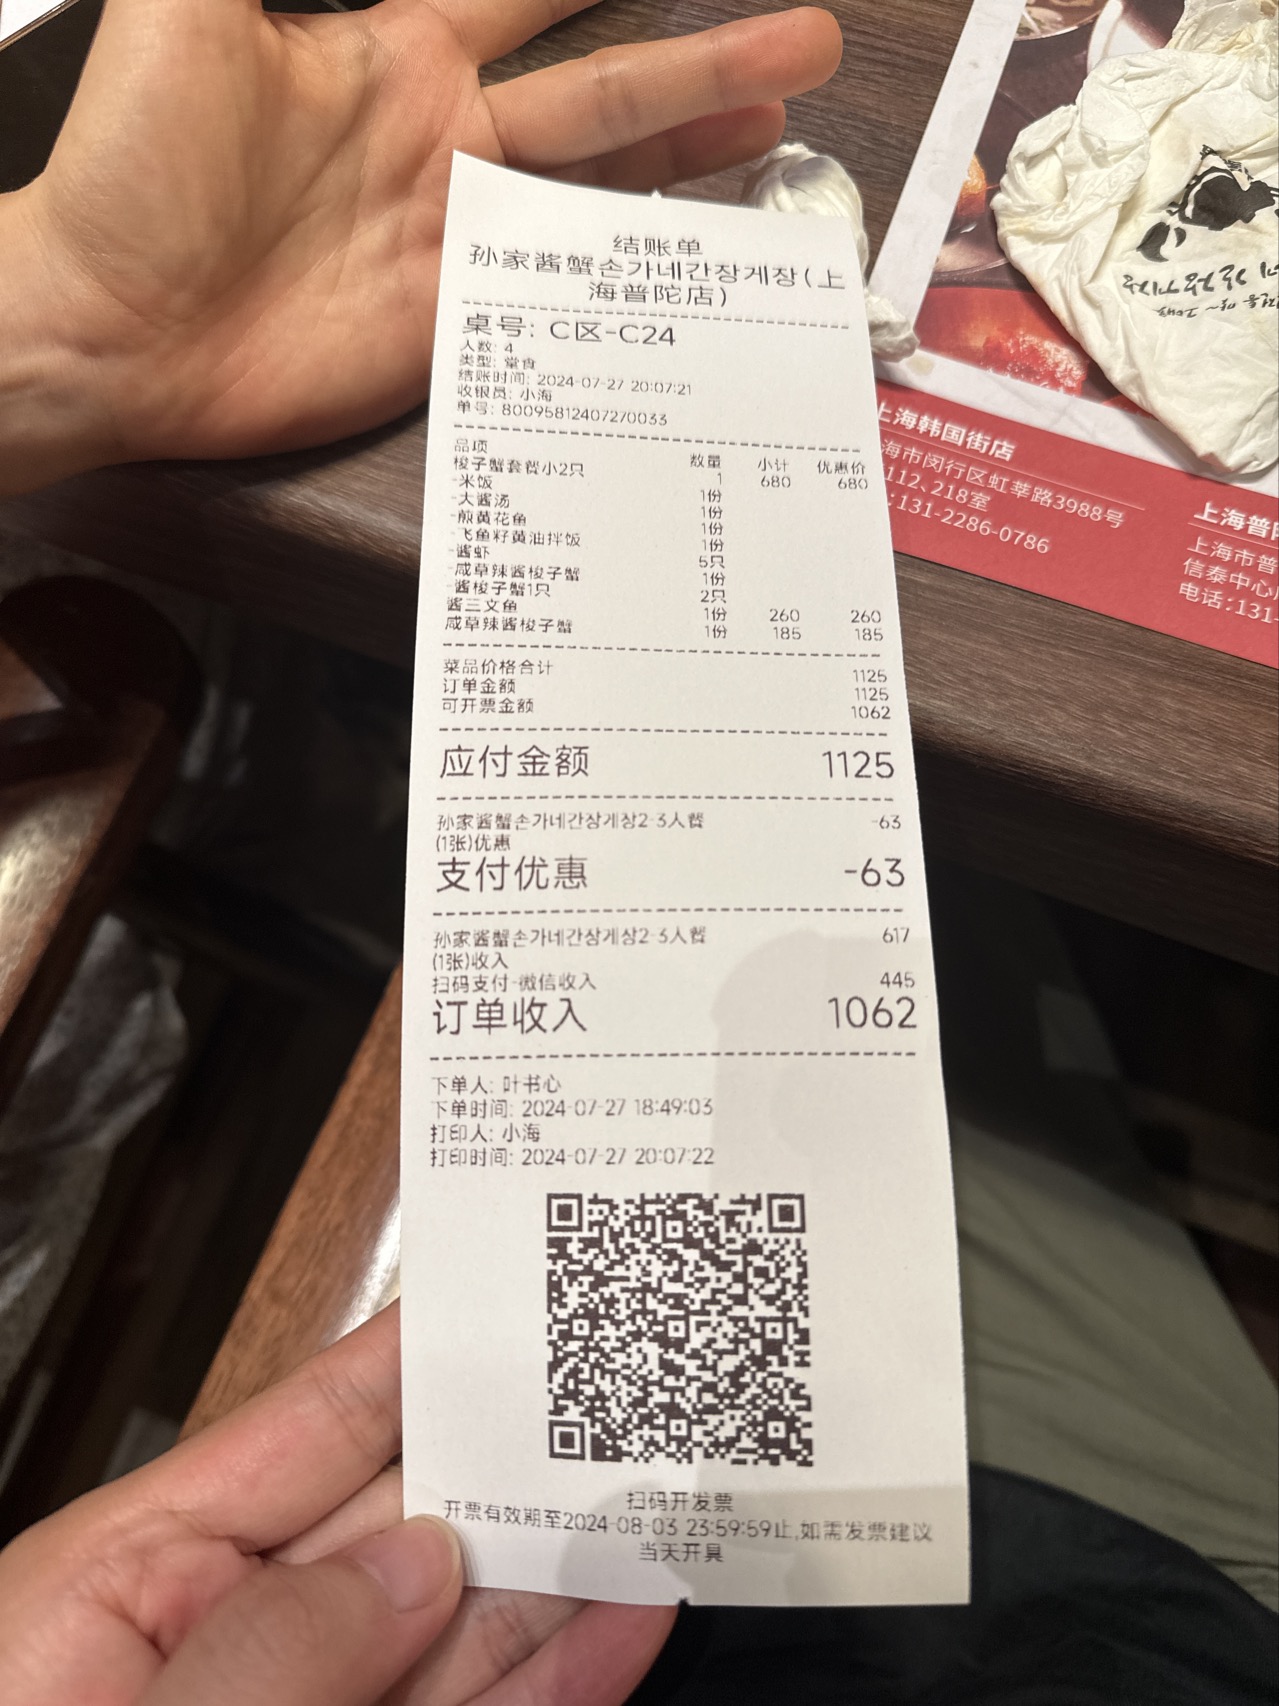 结账单
孙家酱蟹손가네간장게장(上
海普陀店)
桌号: C区-C24
人数: 4
类型: 堂食
结账时间: 2024-07-27 20:07:21
收银员: 小海
单号: 80095812407270033
品项 数量 小计 优惠价
梭子蟹套餐小2只 1 680 680
-米饭 1份
-大酱汤 1份
-煎黄花鱼 1份
-飞鱼籽黄油拌饭 1份
-酱虾 5只
-咸草辣酱梭子蟹 1份
-酱梭子蟹1只 2只
酱三文鱼 1份 260 260
咸草辣酱梭子蟹 1份 185 185
菜品价格合计 1125
订单金额 1125
可开票金额 1062
应付金额 1125
孙家酱蟹손가네간장게장2-3人餐 -63
(1张)优惠
支付优惠 -63
孙家酱蟹손가네간장게장2-3人餐 617
(1张)收入
扫码支付-微信收入 445
订单收入 1062
下单人: 叶书心
下单时间: 2024-07-27 18:49:03
打印人: 小海
打印时间: 2024-07-27 20:07:22
扫码开发票
开票有效期至2024-08-03 23:59:59止,如需发票建议
当天开具
上海韩国街店
海市闵行区虹莘路3988号
112、218室
:131-2286-0786
上海普
上海市普
信泰中心
电话:131-